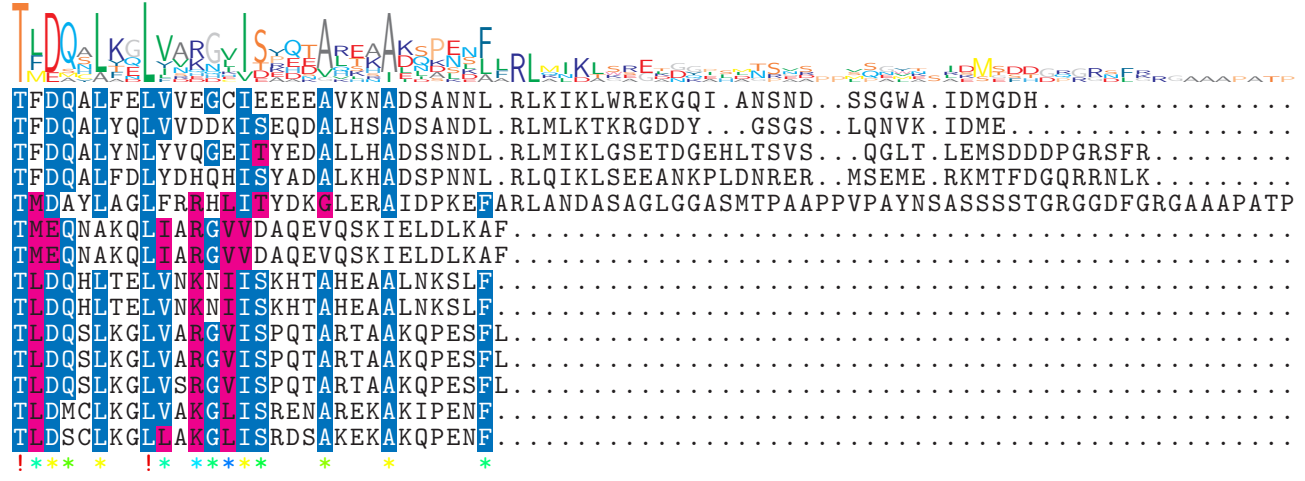 TFDQALFELVVEGCIEEEEAVKNADSANNL.RLKIKLWREKGQI.ANSND..SSGWA.IDMGDH................
TFDQALYQLVVDDKISEQDALHSADSANDL.RLMLKTKRGDDY...GSGS..LQNVK.IDME..................
TFDQALYNLYVQGEITYEDALLHADSSNDL.RLMIKLGSETDGEHLTSVS...QGLT.LEMSDDDPGRSFR.........
TFDQALFDLYDHQHISYADALKHADSPNNL.RLQIKLSEEANKPLDNRER..MSEME.RKMTFDGQRRNLK.........
TMDAYLAGLFRRHLITYDKGLERAIDPKEFARLANDASAGLGGASMTPAAPPVPAYNSASSSSTGRGGDFGRGAAAPATP
TMEQNAKQLIARGVVDAQEVQSKIELDLKAF.................................................
TMEQNAKQLIARGVVDAQEVQSKIELDLKAF.................................................
TLDQHLTELVNKNIISKHTAHEAALNKSLF..................................................
TLDQHLTELVNKNIISKHTAHEAALNKSLF..................................................
TLDQSLKGLVARGVISPQTARTAAKQPESFL.................................................
TLDQSLKGLVARGVISPQTARTAAKQPESFL.................................................
TLDQSLKGLVSRGVISPQTARTAAKQPESFL.................................................
TLDMCLKGLVAKGLISRENAREKAKIPENF..................................................
TLDSCLKGLLAKGLISRDSAKEKAKQPENF..................................................
!*** *  !* *****   *   *     *